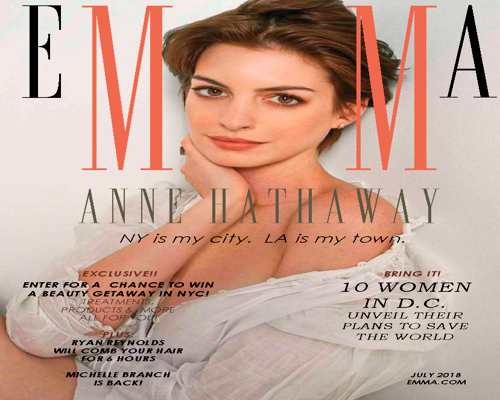 EMMA
ANNE HATHAWAY
NY is my city. LA is my town.
EXCLUSIVE!!
ENTER FOR A CHANCE TO WIN
A BEAUTY GETAWAY IN NYC!
TREATMENTS,
PRODUCTS & MORE
ALL FOR YOU!
PLUS
RYAN REYNOLDS
WILL COMB YOUR HAIR
FOR 6 HOURS
MICHELLE BRANCH
IS BACK!
BRING IT!
10 WOMEN
IN D.C.
UNVEIL THEIR
PLANS TO SAVE
THE WORLD
JULY 2018
EMMA.COM